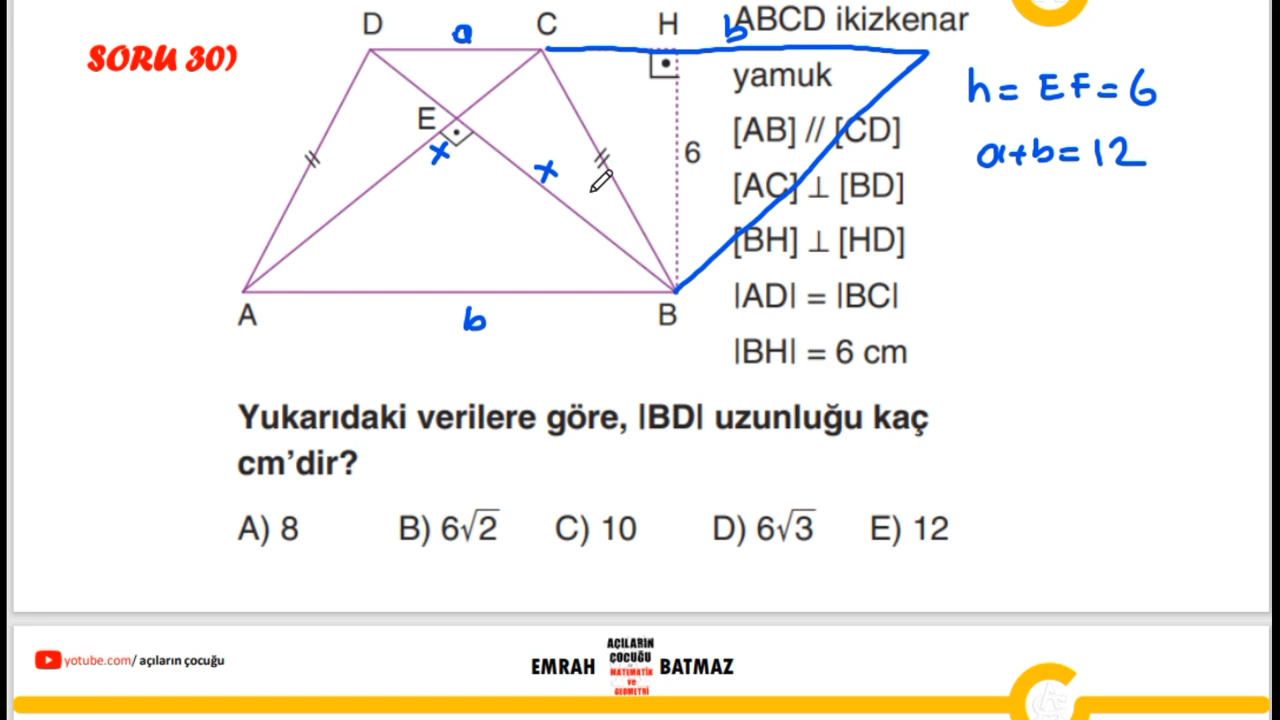 SORU 30)
D a C H b ABCD ikizkenar
yamuk
h = EF = 6
E
[AB] // [CD]
6
a+b = 12
x x
[AC] ⊥ [BD]
[BH] ⊥ [HD]
|AD| = |BC|
A b B
|BH| = 6 cm
Yukarıdaki verilere göre, |BD| uzunluğu kaç
cm’dir?
A) 8 B) 6√2 C) 10 D) 6√3 E) 12
yotube.com/ açıların çocuğu
EMRAH AÇILARIN ÇOCUĞU MATEMATİK ve GEOMETRİ BATMAZ